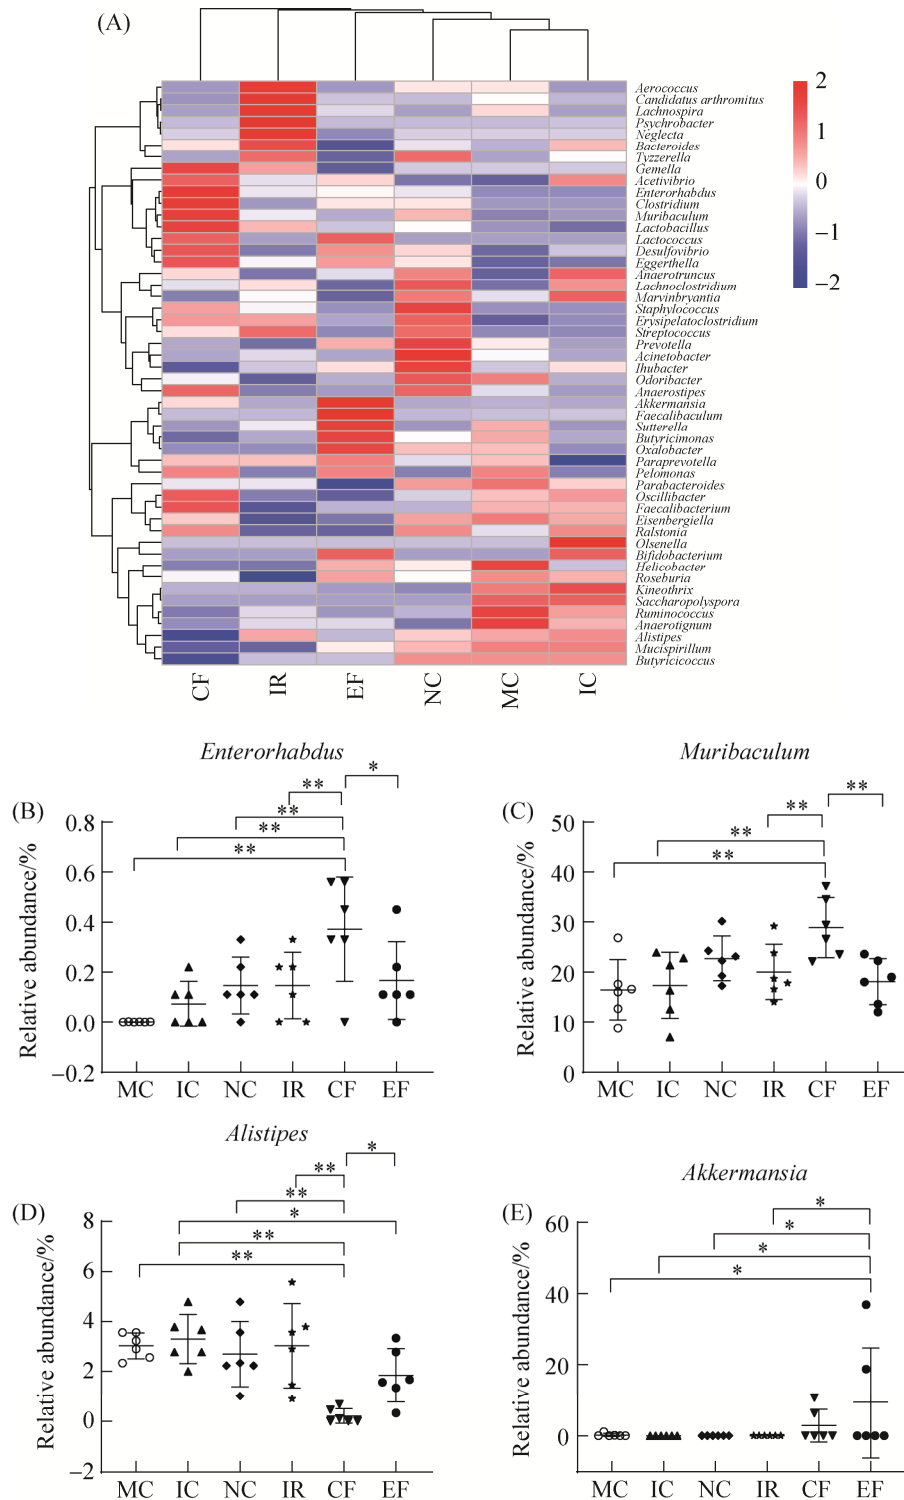 (A)
2
1
0
−1
−2
Aerococcus
Candidatus arthromitus
Lachnospira
Psychrobacter
Neglecta
Bacteroides
Tyzzerella
Gemella
Acetivibrio
Enterorhabdus
Clostridium
Muribaculum
Lactobacillus
Lactococcus
Desulfovibrio
Eggerthella
Anaerotruncus
Lachnoclostridium
Marvinbryantia
Staphylococcus
Erysipelatoclostridium
Streptococcus
Prevotella
Acinetobacter
Ihubacter
Odoribacter
Anaerostipes
Akkermansia
Faecalibaculum
Sutterella
Butyricimonas
Oxalobacter
Paraprevotella
Pelomonas
Parabacteroides
Oscillibacter
Faecalibacterium
Eisenbergiella
Ralstonia
Olsenella
Bifidobacterium
Helicobacter
Roseburia
Kineothrix
Saccharopolyspora
Ruminococcus
Anaerotignum
Alistipes
Mucispirillum
Butyricicoccus
CF IR EF NC MC IC
(B)
Enterorhabdus
*
**
**
**
**
Relative abundance/%
0.8
0.6
0.4
0.2
0.0
−0.2
MC IC NC IR CF EF
(C)
Muribaculum
**
**
**
**
Relative abundance/%
50
40
30
20
10
0
MC IC NC IR CF EF
(D)
Alistipes
*
**
**
*
**
**
Relative abundance/%
8
6
4
2
0
−2
MC IC NC IR CF EF
(E)
Akkermansia
*
*
*
*
Relative abundance/%
60
40
20
0
MC IC NC IR CF EF